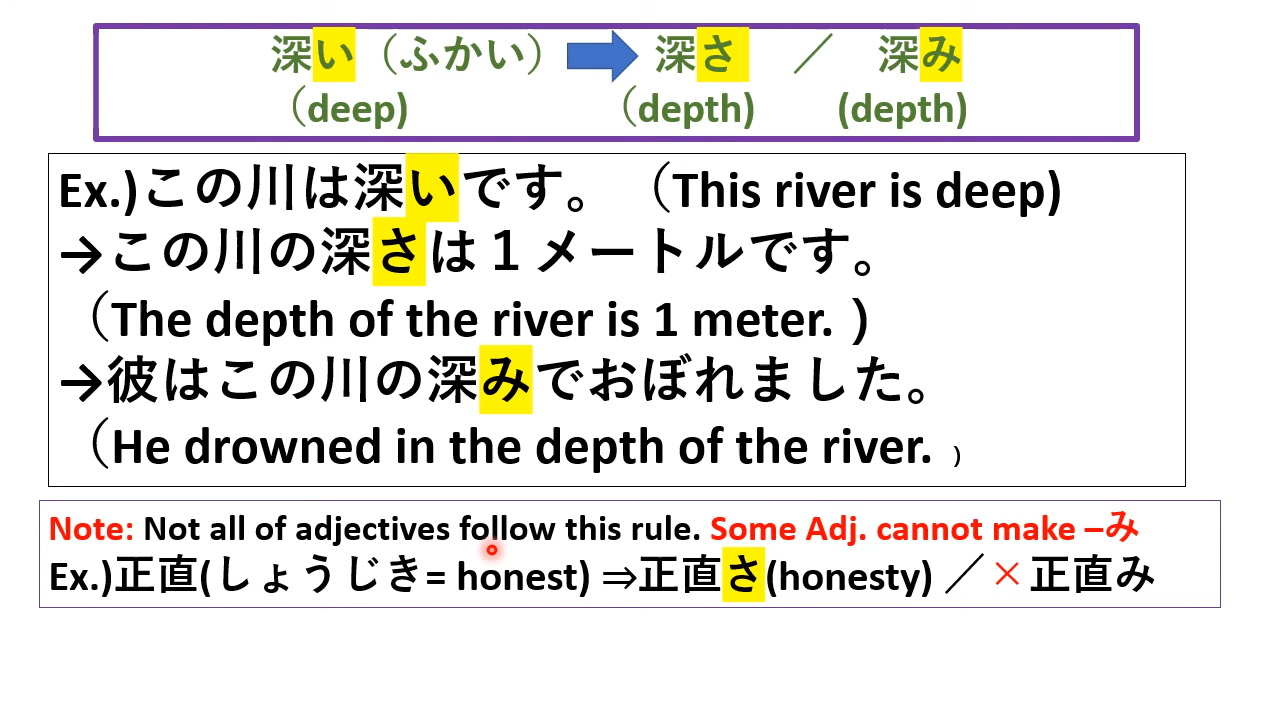 深い（ふかい） 深さ ／ 深み
（deep) （depth) (depth)
Ex.)この川は深いです。 （This river is deep)
→この川の深さは１メートルです。
（The depth of the river is 1 meter. )
→彼はこの川の深みでおぼれました。
（He drowned in the depth of the river. ）
Note: Not all of adjectives follow this rule. Some Adj. cannot make –み
Ex.)正直(しょうじき= honest) ⇒正直さ(honesty) ／× 正直み